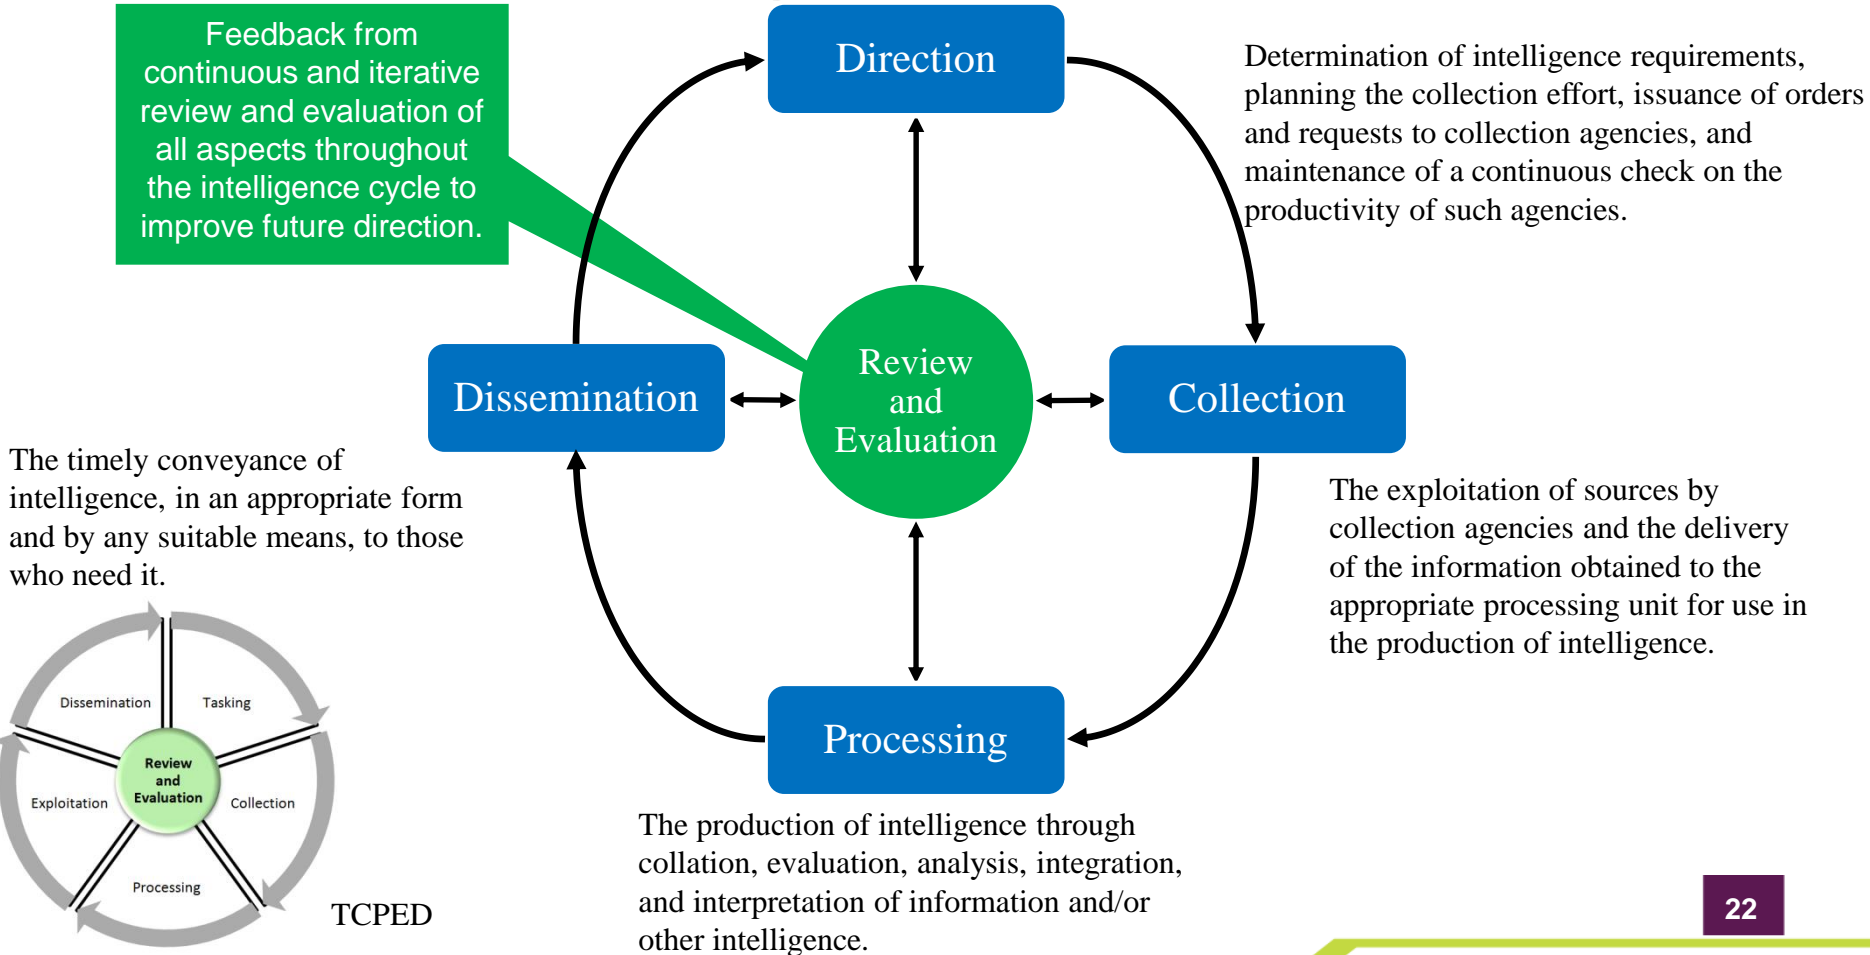 Feedback from
continuous and iterative
review and evaluation of
all aspects throughout
the intelligence cycle to
improve future direction.
Direction
Determination of intelligence requirements,
planning the collection effort, issuance of orders
and requests to collection agencies, and
maintenance of a continuous check on the
productivity of such agencies.
Dissemination
Review
and
Evaluation
Collection
The timely conveyance of
intelligence, in an appropriate form
and by any suitable means, to those
who need it.
The exploitation of sources by
collection agencies and the delivery
of the information obtained to the
appropriate processing unit for use in
the production of intelligence.
Processing
The production of intelligence through
collation, evaluation, analysis, integration,
and interpretation of information and/or
other intelligence.
Dissemination
Tasking
Review
and
Evaluation
Exploitation
Collection
Processing
TCPED
22